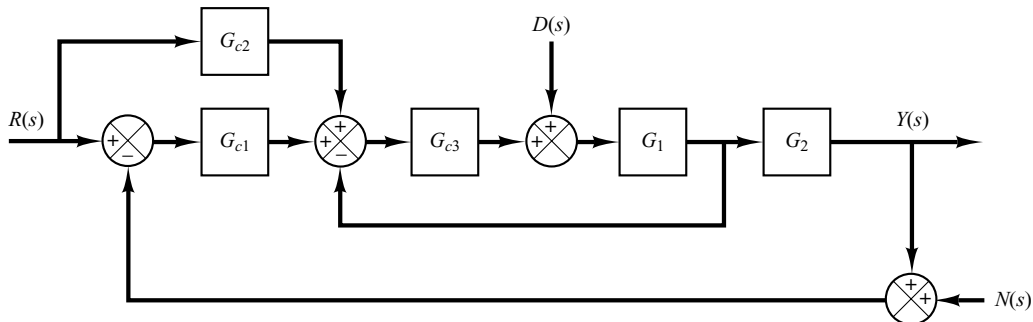 G_{c2}
D(s)
R(s)
+
−
G_{c1}
+
+
−
G_{c3}
+
+
G_1
G_2
Y(s)
+
+
N(s)